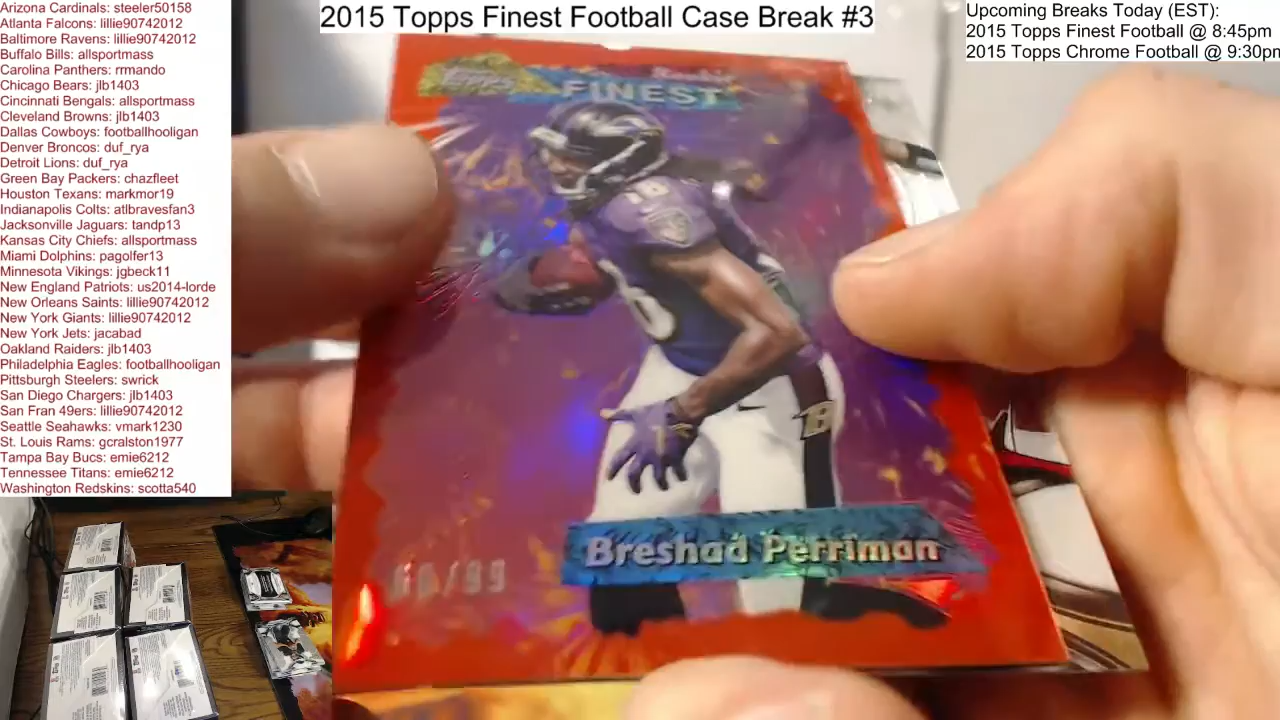 2015 Topps Finest Football Case Break #3
Upcoming Breaks Today (EST):
2015 Topps Finest Football @ 8:45pm
2015 Topps Chrome Football @ 9:30pm
Arizona Cardinals: steeler50158
Atlanta Falcons: lillie90742012
Baltimore Ravens: lillie90742012
Buffalo Bills: allsportmass
Carolina Panthers: rrmando
Chicago Bears: jlb1403
Cincinnati Bengals: allsportmass
Cleveland Browns: jlb1403
Dallas Cowboys: footballhooligan
Denver Broncos: duf_rya
Detroit Lions: duf_rya
Green Bay Packers: chazfleet
Houston Texans: markmor19
Indianapolis Colts: atlbravesfan3
Jacksonville Jaguars: tandp13
Kansas City Chiefs: allsportmass
Miami Dolphins: pagolfer13
Minnesota Vikings: jgbeck11
New England Patriots: us2014-lorde
New Orleans Saints: lillie90742012
New York Giants: lillie90742012
New York Jets: jacabad
Oakland Raiders: jlb1403
Philadelphia Eagles: footballhooligan
Pittsburgh Steelers: swrick
San Diego Chargers: jlb1403
San Fran 49ers: lillie90742012
Seattle Seahawks: vmark1230
St. Louis Rams: gcralston1977
Tampa Bay Bucs: emie6212
Tennessee Titans: emie6212
Washington Redskins: scotta540
Topps
FINEST
18
Breshad Perriman
/99